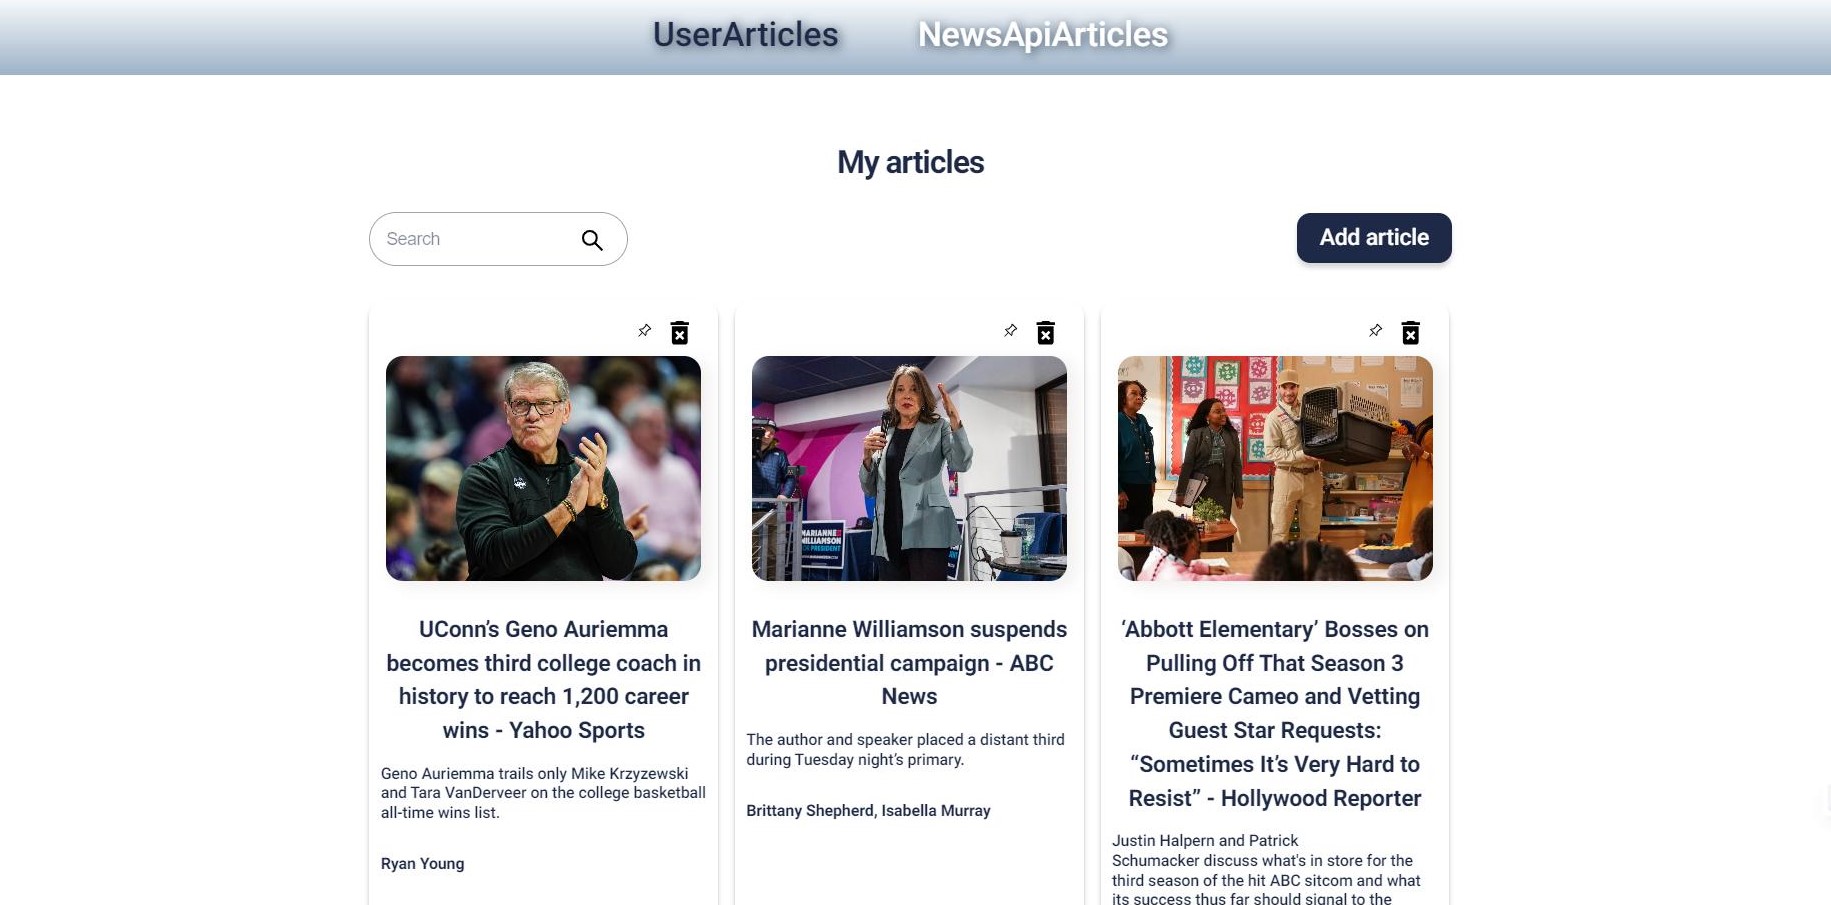 UserArticles NewsApiArticles
My articles
Search
Add article
MARIANNE
WILLIAMSON
FOR PRESIDENT
UConn’s Geno Auriemma
becomes third college coach in
history to reach 1,200 career
wins - Yahoo Sports
Geno Auriemma trails only Mike Krzyzewski
and Tara VanDerveer on the college basketball
all-time wins list.
Ryan Young
Marianne Williamson suspends
presidential campaign - ABC
News
The author and speaker placed a distant third
during Tuesday night’s primary.
Brittany Shepherd, Isabella Murray
‘Abbott Elementary’ Bosses on
Pulling Off That Season 3
Premiere Cameo and Vetting
Guest Star Requests:
“Sometimes It’s Very Hard to
Resist” - Hollywood Reporter
Justin Halpern and Patrick
Schumacker discuss what's in store for the
third season of the hit ABC sitcom and what
its success thus far should signal to the